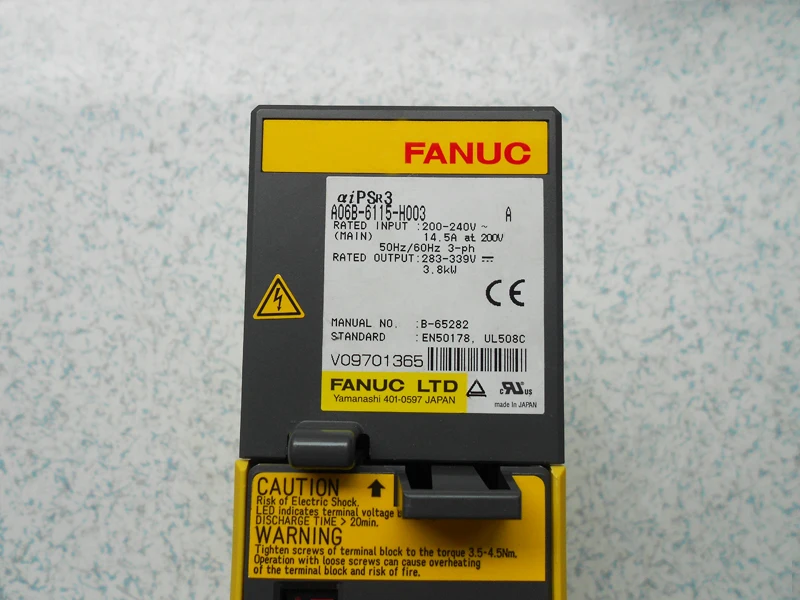 FANUC
αiPSR3
A06B-6115-H003 A
RATED INPUT :200-240V ~
(MAIN) 14.5A at 200V
50Hz/60Hz 3-ph
RATED OUTPUT:283-339V ⎓
3.8kW
CE
MANUAL NO. :B-65282
STANDARD :EN50178, UL508C
V09701365
FANUC LTD
Yamanashi 401-0597 JAPAN
c RU US
made in JAPAN
CAUTION
Risk of Electric Shock.
LED indicates terminal voltage
DISCHARGE TIME > 20min.
WARNING
Tighten screws of terminal block to the torque 3.5-4.5Nm.
Operation with loose screws can cause overheating
of the terminal block and risk of fire.